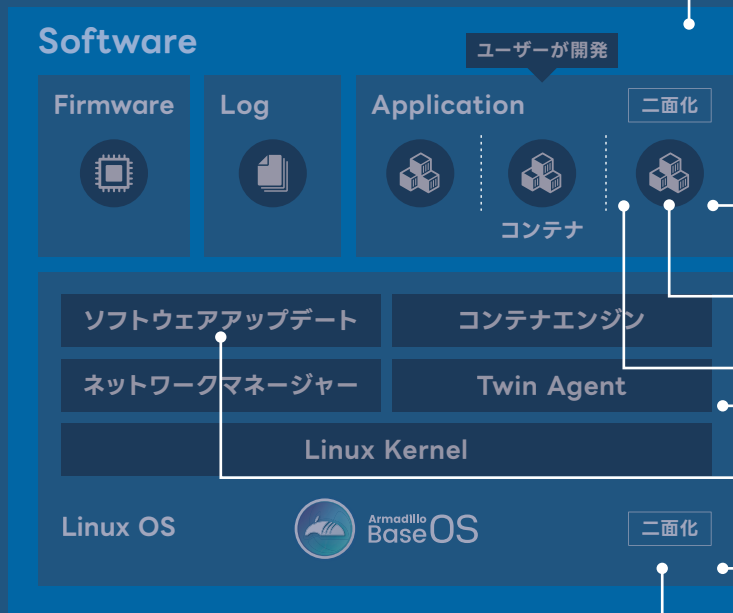 Software
ユーザーが開発
Firmware
Log
Application
二面化
コンテナ
ソフトウェアアップデート
コンテナエンジン
ネットワークマネージャー
Twin Agent
Linux Kernel
Linux OS
Armadillo
Base OS
二面化